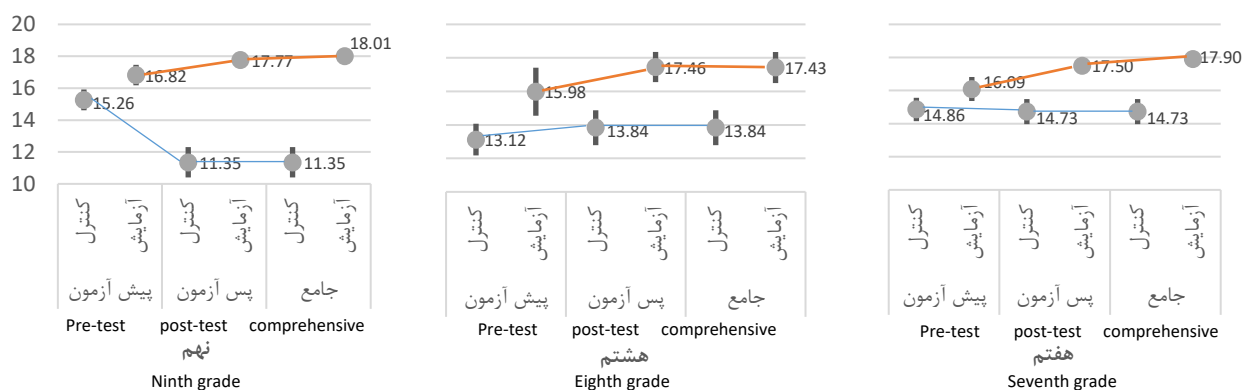 20
18
16
14
12
10
15.26
16.82
11.35
17.77
11.35
18.01
کنترل
آزمایش
کنترل
آزمایش
کنترل
آزمایش
پیش آزمون
پس آزمون
جامع
Pre-test
post-test
comprehensive
نهم
Ninth grade
13.12
15.98
13.84
17.46
13.84
17.43
کنترل
آزمایش
کنترل
آزمایش
کنترل
آزمایش
پیش آزمون
پس آزمون
جامع
Pre-test
post-test
comprehensive
هشتم
Eighth grade
14.86
16.09
14.73
17.50
14.73
17.90
کنترل
آزمایش
کنترل
آزمایش
کنترل
آزمایش
پیش آزمون
پس آزمون
جامع
Pre-test
post-test
comprehensive
هفتم
Seventh grade